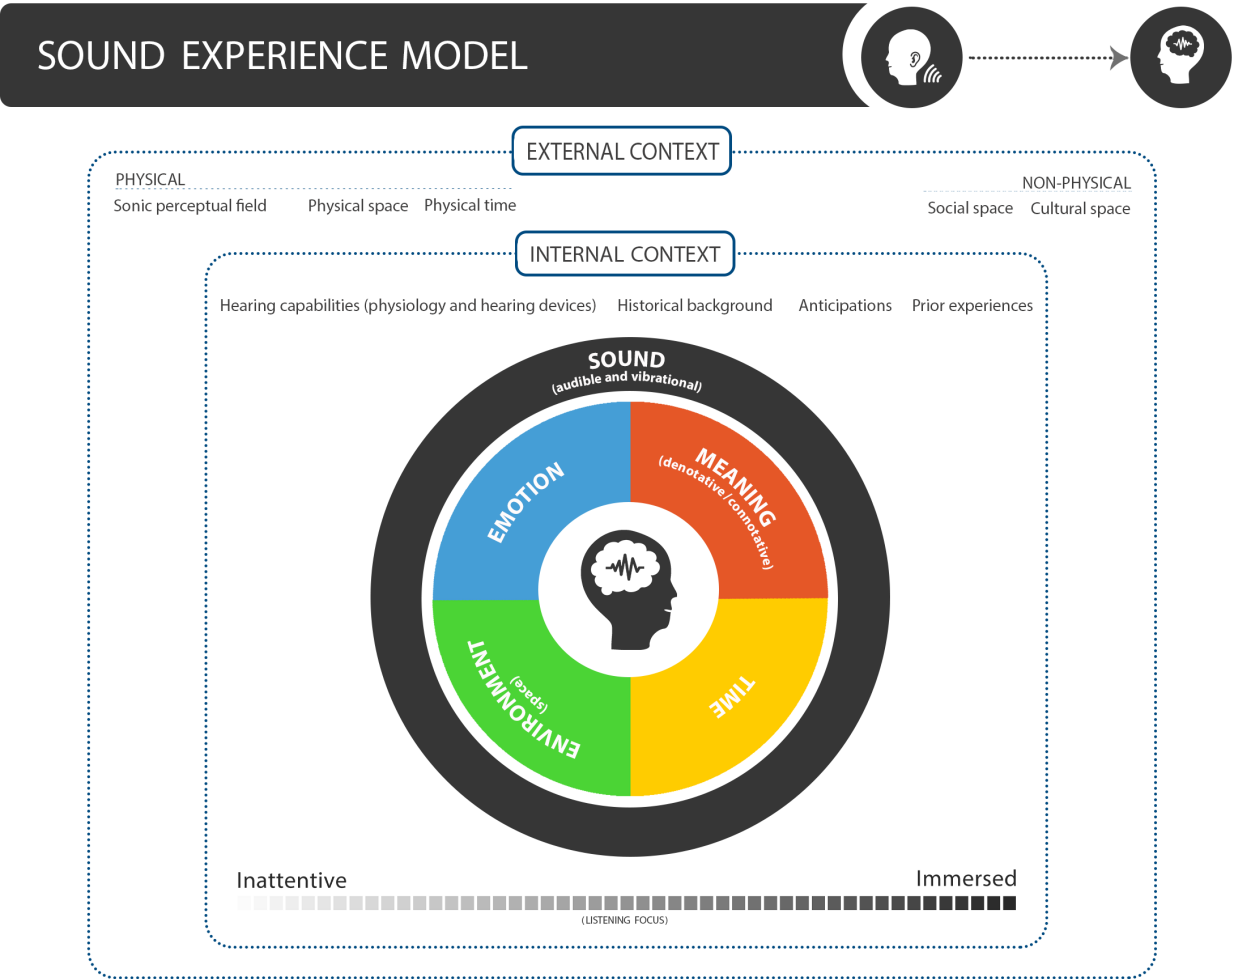 SOUND EXPERIENCE MODEL
EXTERNAL CONTEXT
PHYSICAL
NON-PHYSICAL
Sonic perceptual field Physical space Physical time
Social space Cultural space
INTERNAL CONTEXT
Hearing capabilities (physiology and hearing devices) Historical background Anticipations Prior experiences
SOUND
(audible and vibrational)
EMOTION
MEANING
(denotative/connotative)
ENVIRONMENT
(space)
TIME
Inattentive
Immersed
(LISTENING FOCUS)